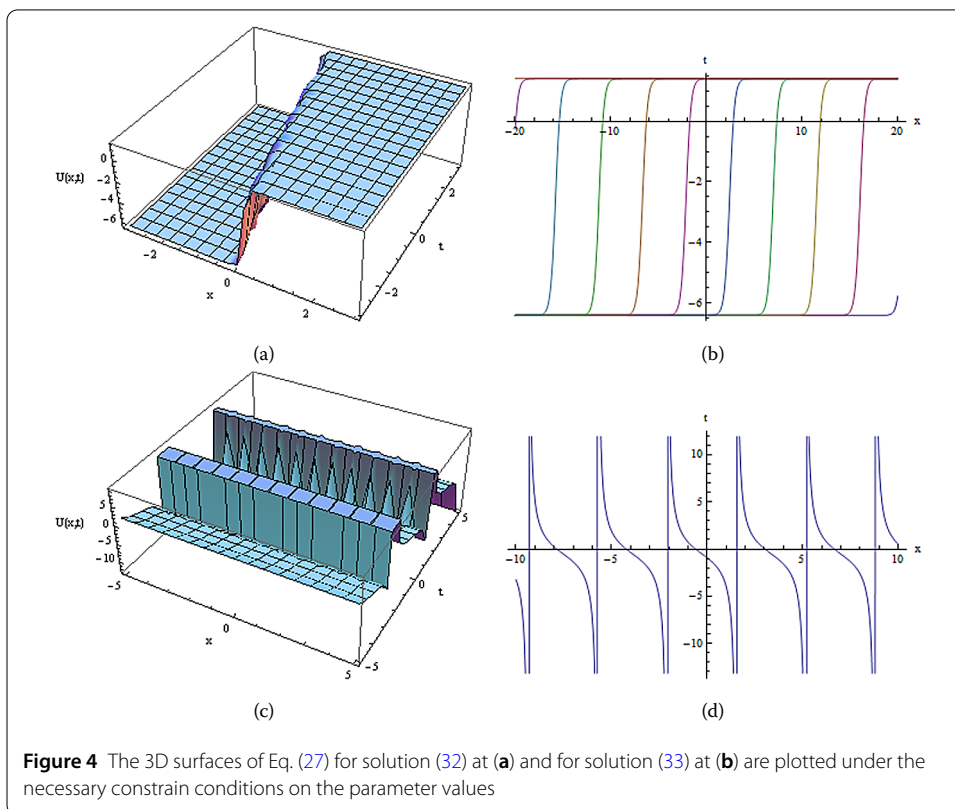 0
−2
−4
−6
U(x,t)
−2
0
2
x
−2
0
2
t
(a)
t
x
−20
−10
10
20
−2
−4
−6
(b)
5
0
−5
−10
U(x,t)
−5
0
5
x
−5
0
5
t
(c)
t
10
5
x
−10
−5
5
10
−5
−10
(d)
Figure 4 The 3D surfaces of Eq. (27) for solution (32) at (a) and for solution (33) at (b) are plotted under the
necessary constrain conditions on the parameter values